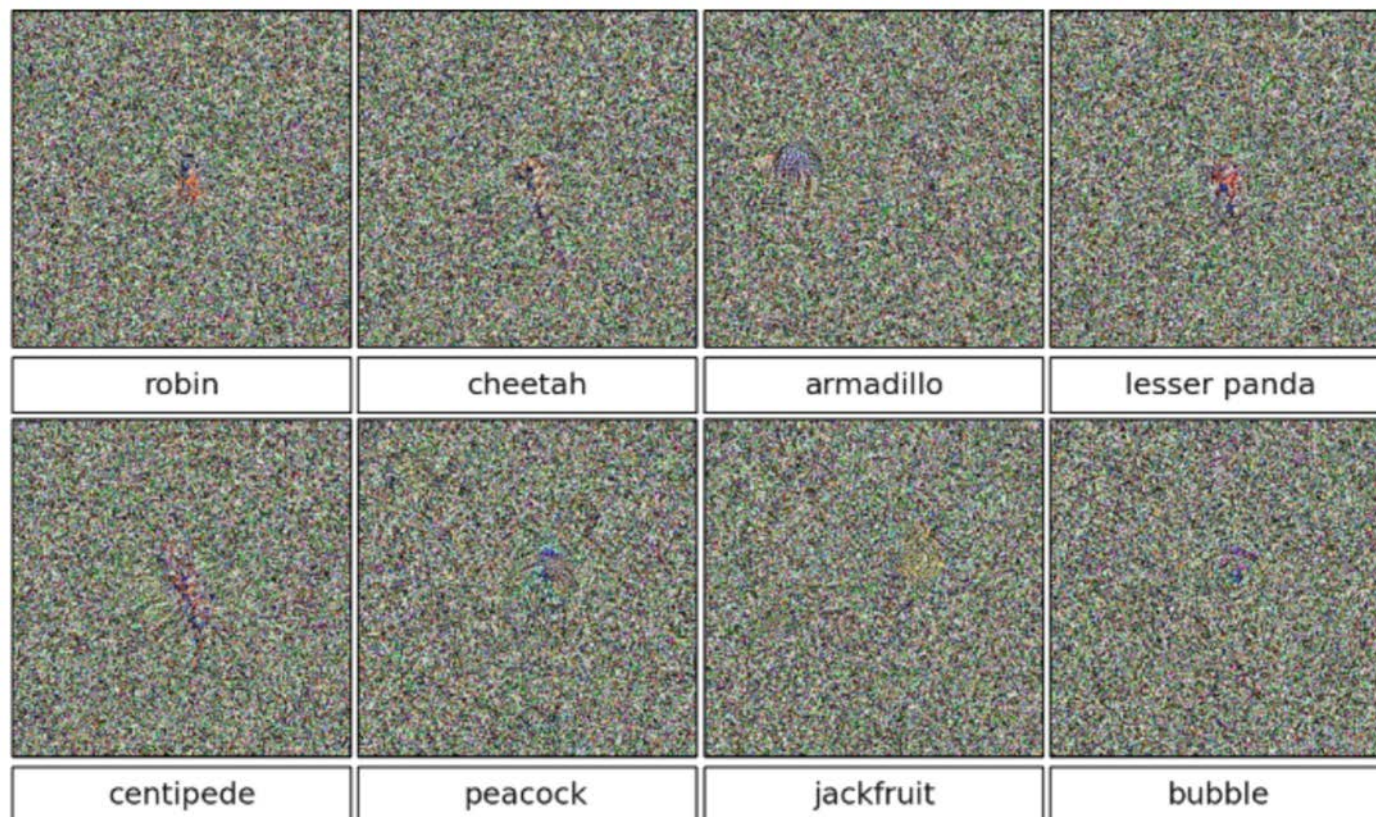 robin
cheetah
armadillo
lesser panda
centipede
peacock
jackfruit
bubble